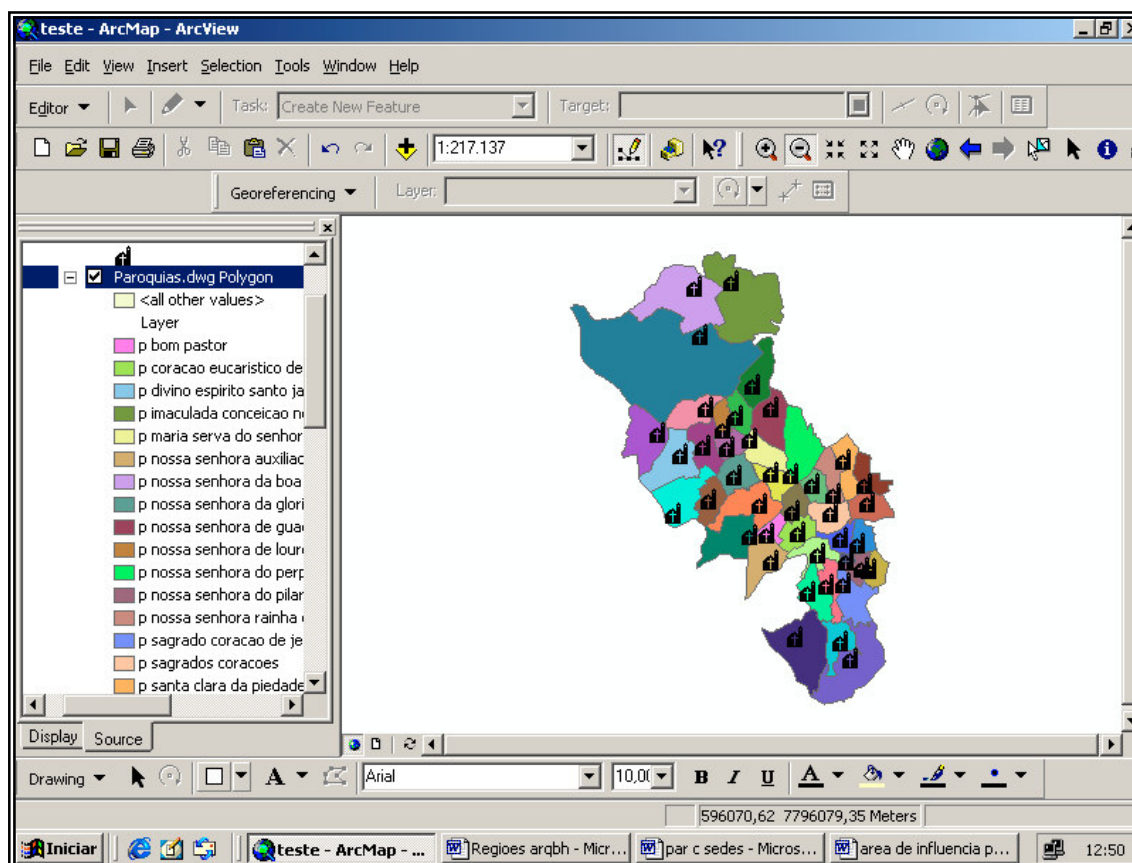 teste - ArcMap - ArcView
File Edit View Insert Selection Tools Window Help
Editor Task: Create New Feature Target:
1:217.137
Georeferencing Layer:
Paroquias.dwg Polygon
<all other values>
Layer
p bom pastor
p coracao eucaristico de
p divino espirito santo ja
p imaculada conceicao n
p maria serva do senhor
p nossa senhora auxiliac
p nossa senhora da boa
p nossa senhora da glori
p nossa senhora de gua
p nossa senhora de lour
p nossa senhora do perp
p nossa senhora do pilar
p nossa senhora rainha
p sagrado coracao de je
p sagrados coracoes
p santa clara da piedade
Display Source
Drawing A Arial 10,0 B I U A
596070,62 7796079,35 Meters
Iniciar teste - ArcMap - ... Regioes arqbh - Micr... par c sedes - Micros... area de influencia p... 12:50